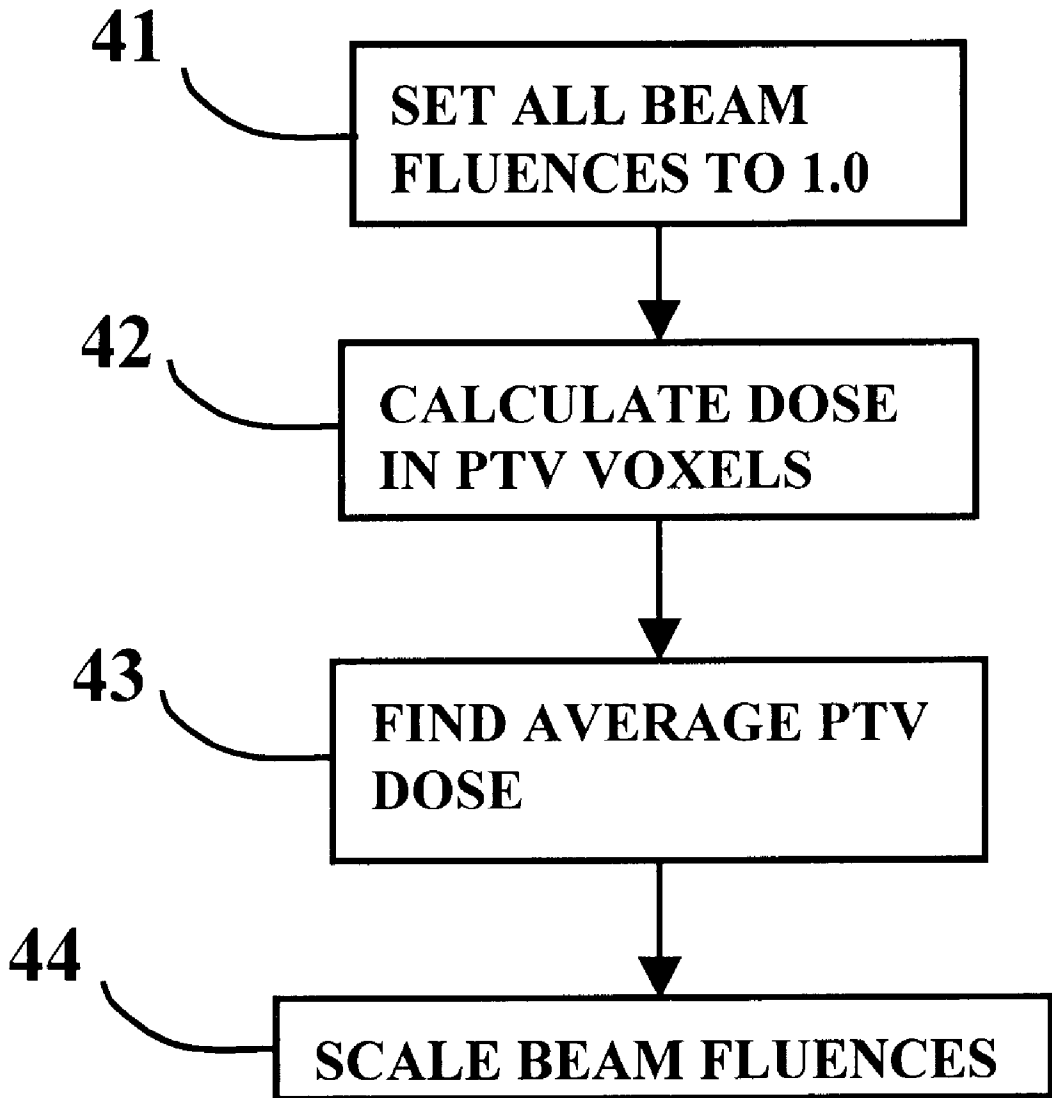 41
SET ALL BEAM
FLUENCES TO 1.0
42
CALCULATE DOSE
IN PTV VOXELS
43
FIND AVERAGE PTV
DOSE
44
SCALE BEAM FLUENCES